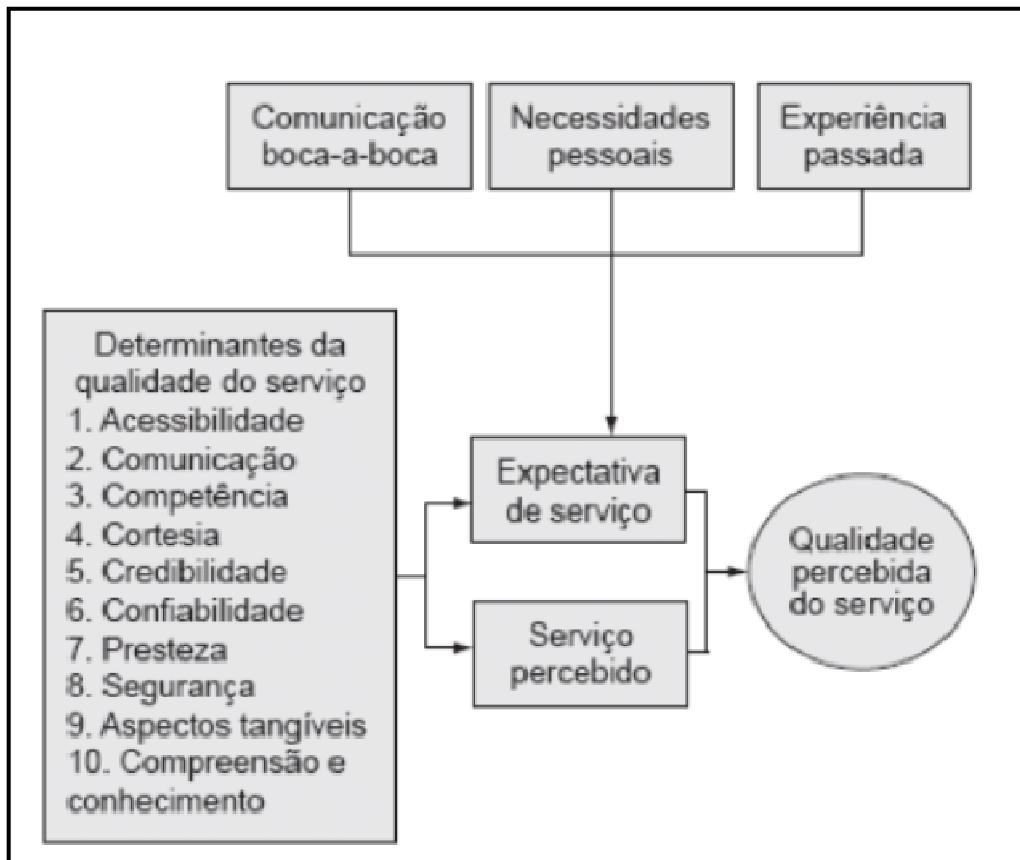 Comunicação
boca-a-boca
Necessidades
pessoais
Experiência
passada
Determinantes da
qualidade do serviço
1. Acessibilidade
2. Comunicação
3. Competência
4. Cortesia
5. Credibilidade
6. Confiabilidade
7. Presteza
8. Segurança
9. Aspectos tangíveis
10. Compreensão e
conhecimento
Expectativa
de serviço
Serviço
percebido
Qualidade
percebida
do serviço